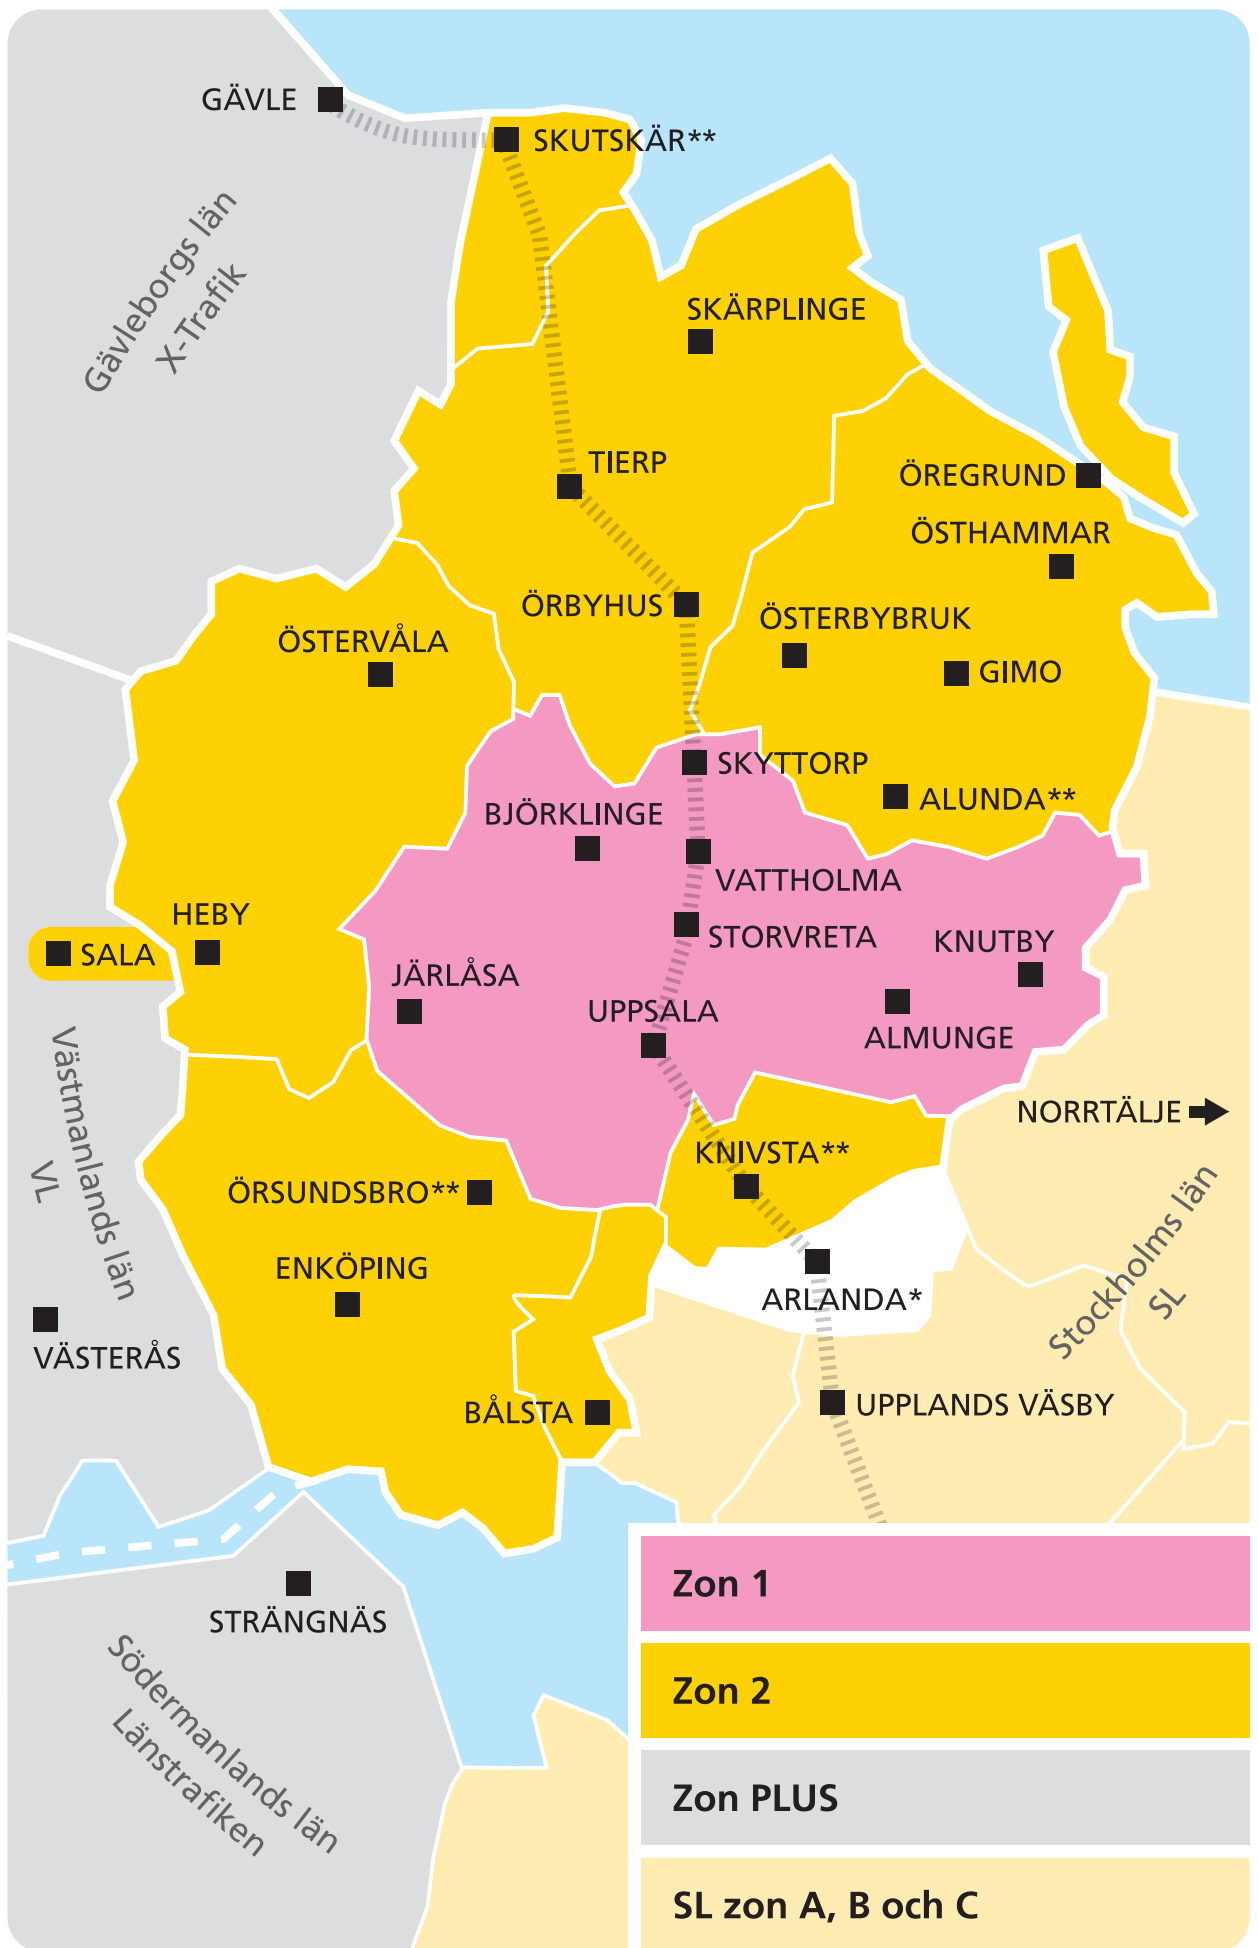 GÄVLE
SKUTSKÄR**
Gävleborgs län
X-Trafik
SKÄRPLINGE
TIERP
ÖREGRUND
ÖSTHAMMAR
ÖRBYHUS
ÖSTERBYBRUK
ÖSTERVÅLA
GIMO
SKYTTORP
ALUNDA**
BJÖRKLINGE
VATTHOLMA
HEBY
STORVRETA
KNUTBY
SALA
JÄRLÅSA
UPPSALA
ALMUNGE
Västmanlands län
VL
NORRTÄLJE
KNIVSTA**
ÖRSUNDSBRO**
Stockholms län
SL
ENKÖPING
ARLANDA*
VÄSTERÅS
BÅLSTA
UPPLANDS VÄSBY
STRÄNGNÄS
Södermanlands län
Länstrafiken
Zon 1
Zon 2
Zon PLUS
SL zon A, B och C